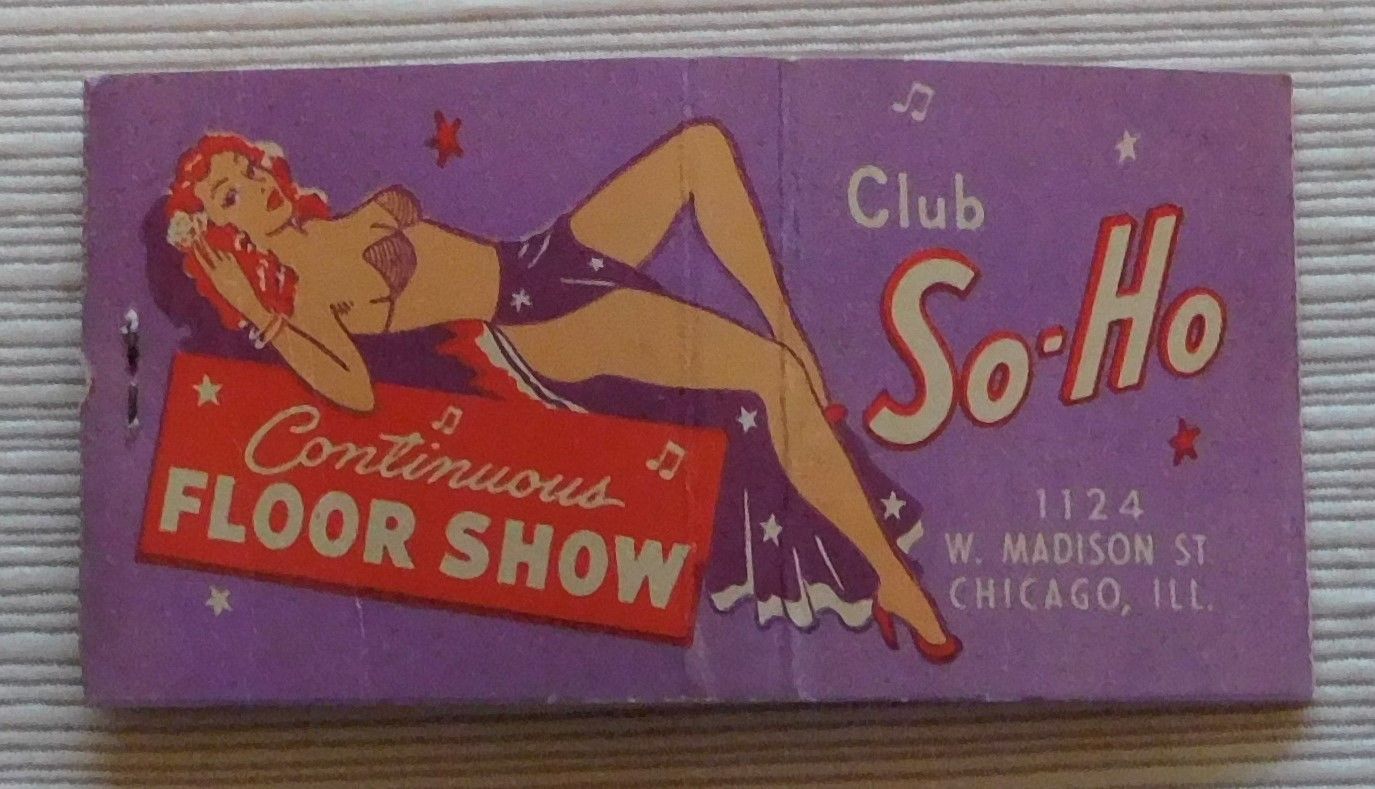 Continuous
FLOOR SHOW
Club
So-Ho
1124
W. MADISON ST
CHICAGO, ILL.